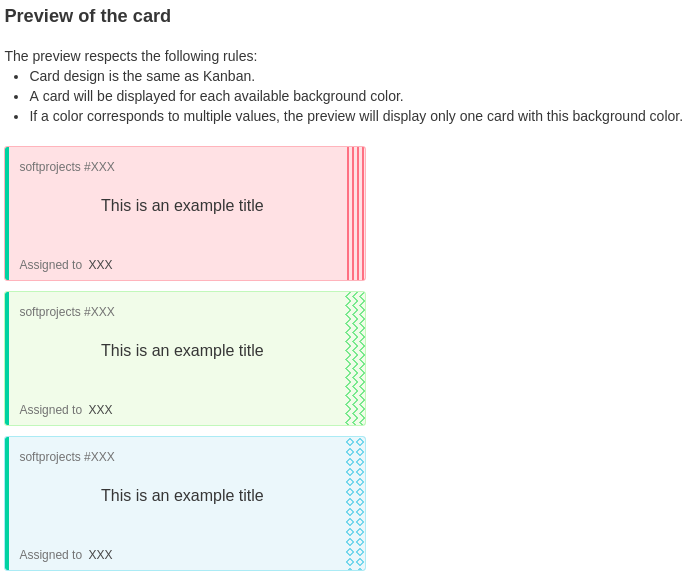 Preview of the card
The preview respects the following rules:
• Card design is the same as Kanban.
• A card will be displayed for each available background color.
• If a color corresponds to multiple values, the preview will display only one card with this background color.
softprojects #XXX
This is an example title
Assigned to XXX
softprojects #XXX
This is an example title
Assigned to XXX
softprojects #XXX
This is an example title
Assigned to XXX